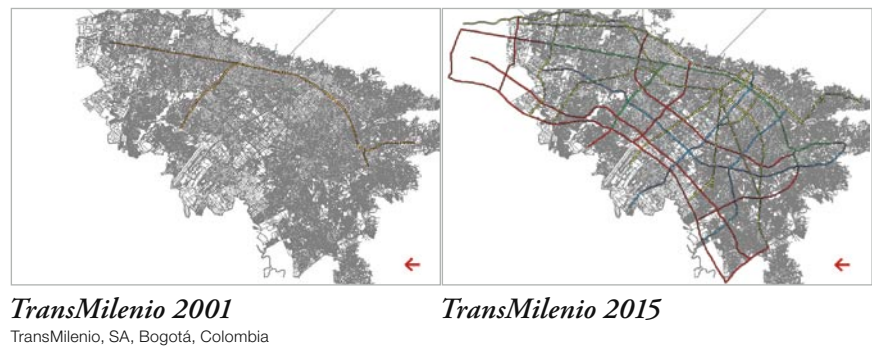 TransMilenio 2001
TransMilenio 2015
TransMilenio, SA, Bogotá, Colombia